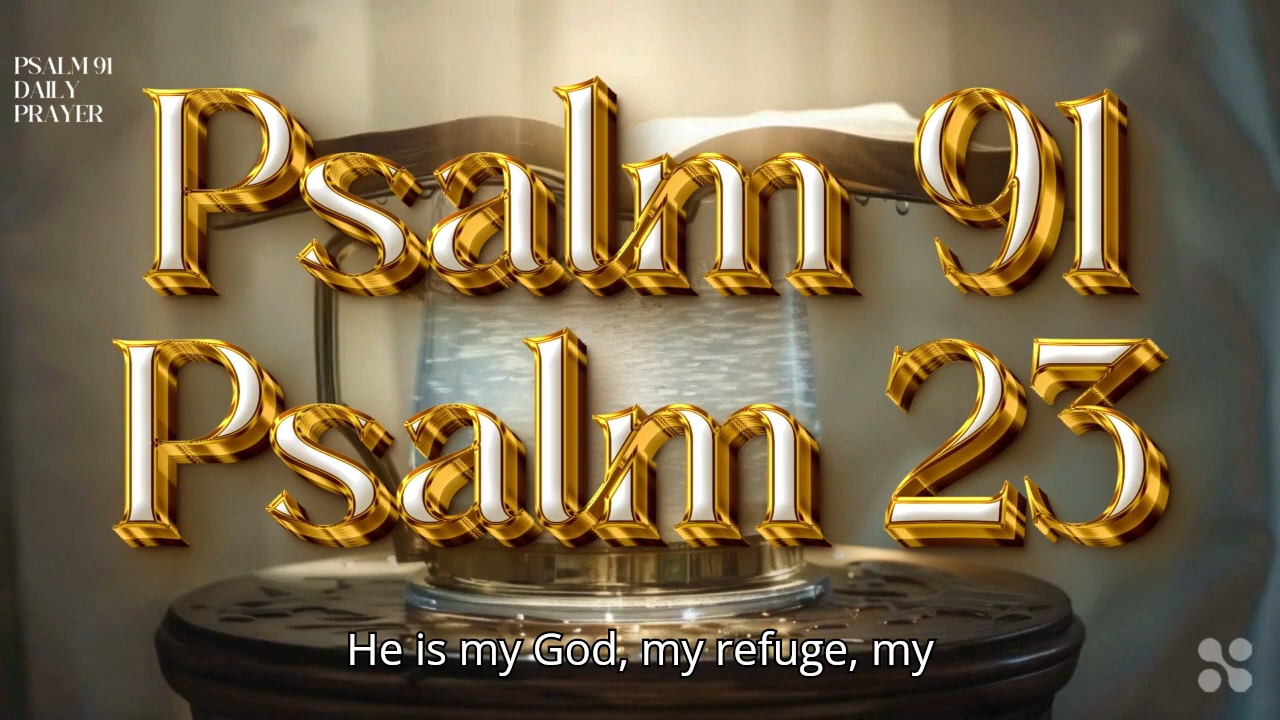 PSALM 91
DAILY
PRAYER
Psalm 91
Psalm 23
He is my God, my refuge, my